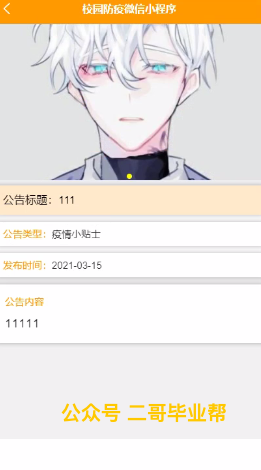 校园防疫微信小程序
公告标题：111
公告类型：疫情小贴士
发布时间：2021-03-15
公告内容
11111
公众号 二哥毕业帮